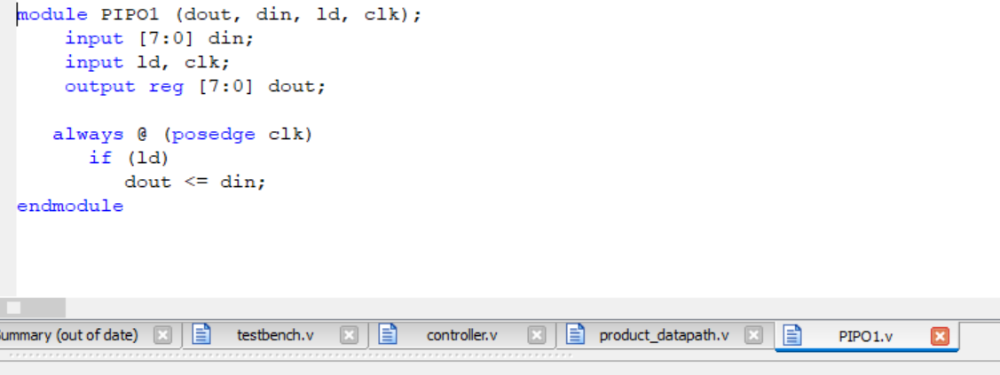 module PIPO1 (dout, din, ld, clk);
input [7:0] din;
input ld, clk;
output reg [7:0] dout;
always @ (posedge clk)
if (ld)
dout <= din;
endmodule
(out of date) testbench.v controller.v product_datapath.v PIPO1.v